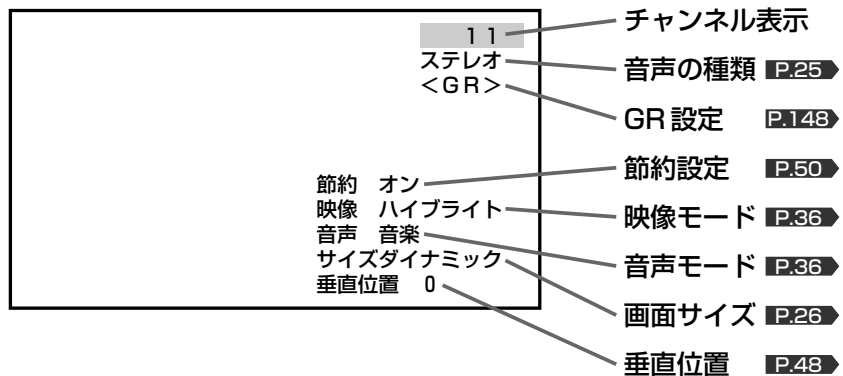 11
ステレオ
<GR>
節約 オン
映像 ハイブライト
音声 音楽
サイズダイナミック
垂直位置 0
チャンネル表示
音声の種類 P.25
GR設定 P.148
節約設定 P.50
映像モード P.36
音声モード P.36
画面サイズ P.26
垂直位置 P.48